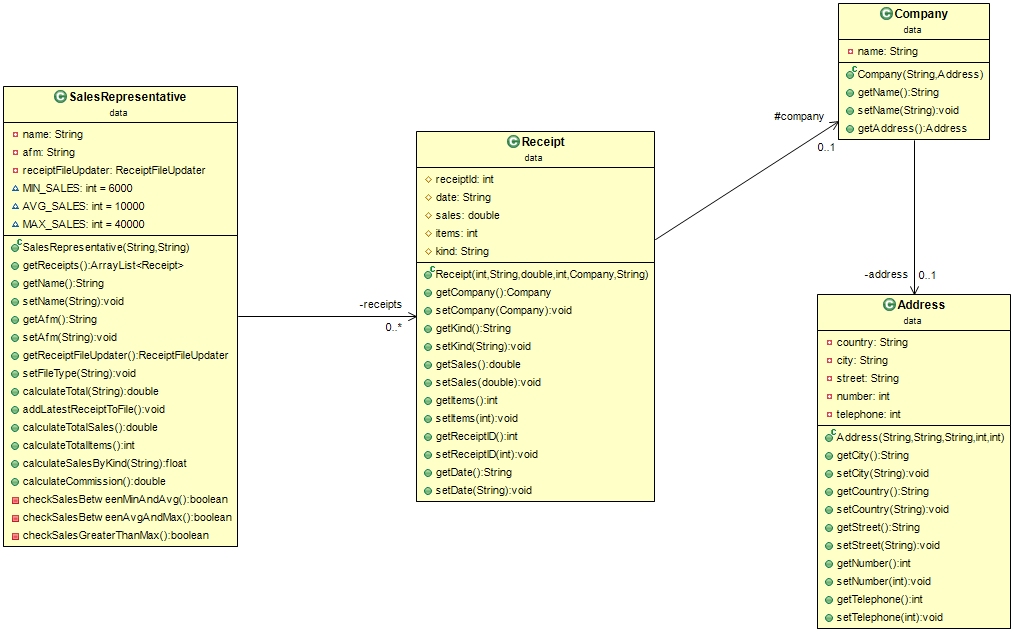 SalesRepresentative
data
name: String
afm: String
receiptFileUpdater: ReceiptFileUpdater
MIN_SALES: int = 6000
AVG_SALES: int = 10000
MAX_SALES: int = 40000
SalesRepresentative(String,String)
getReceipts():ArrayList<Receipt>
getName():String
setName(String):void
getAfm():String
setAfm(String):void
getReceiptFileUpdater():ReceiptFileUpdater
setFileType(String):void
calculateTotal(String):double
addLatestReceiptToFile():void
calculateTotalSales():double
calculateTotalItems():int
calculateSalesByKind(String):float
calculateCommission():double
checkSalesBetw eenMinAndAvg():boolean
checkSalesBetw eenAvgAndMax():boolean
checkSalesGreaterThanMax():boolean
-receipts
0..*
Receipt
data
receiptId: int
date: String
sales: double
items: int
kind: String
Receipt(int,String,double,int,Company,String)
getCompany():Company
setCompany(Company):void
getKind():String
setKind(String):void
getSales():double
setSales(double):void
getItems():int
setItems(int):void
getReceiptID():int
setReceiptID(int):void
getDate():String
setDate(String):void
#company
0..1
Company
data
name: String
Company(String,Address)
getName():String
setName(String):void
getAddress():Address
-address
0..1
Address
data
country: String
city: String
street: String
number: int
telephone: int
Address(String,String,String,int,int)
getCity():String
setCity(String):void
getCountry():String
setCountry(String):void
getStreet():String
setStreet(String):void
getNumber():int
setNumber(int):void
getTelephone():int
setTelephone(int):void